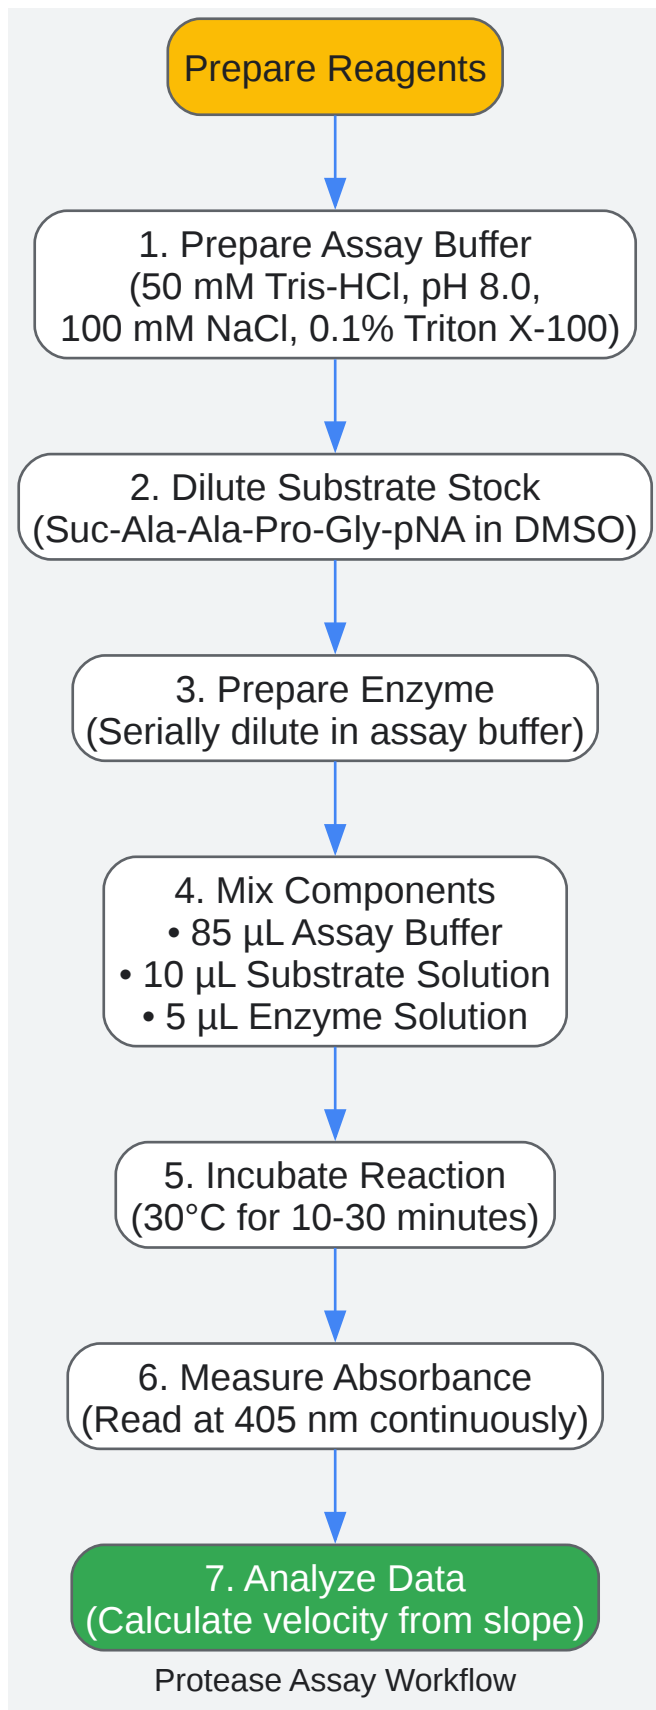 Prepare Reagents
1. Prepare Assay Buffer
(50 mM Tris-HCl, pH 8.0,
100 mM NaCl, 0.1% Triton X-100)
2. Dilute Substrate Stock
(Suc-Ala-Ala-Pro-Gly-pNA in DMSO)
3. Prepare Enzyme
(Serially dilute in assay buffer)
4. Mix Components
• 85 µL Assay Buffer
• 10 µL Substrate Solution
• 5 µL Enzyme Solution
5. Incubate Reaction
(30°C for 10-30 minutes)
6. Measure Absorbance
(Read at 405 nm continuously)
7. Analyze Data
(Calculate velocity from slope)
Protease Assay Workflow